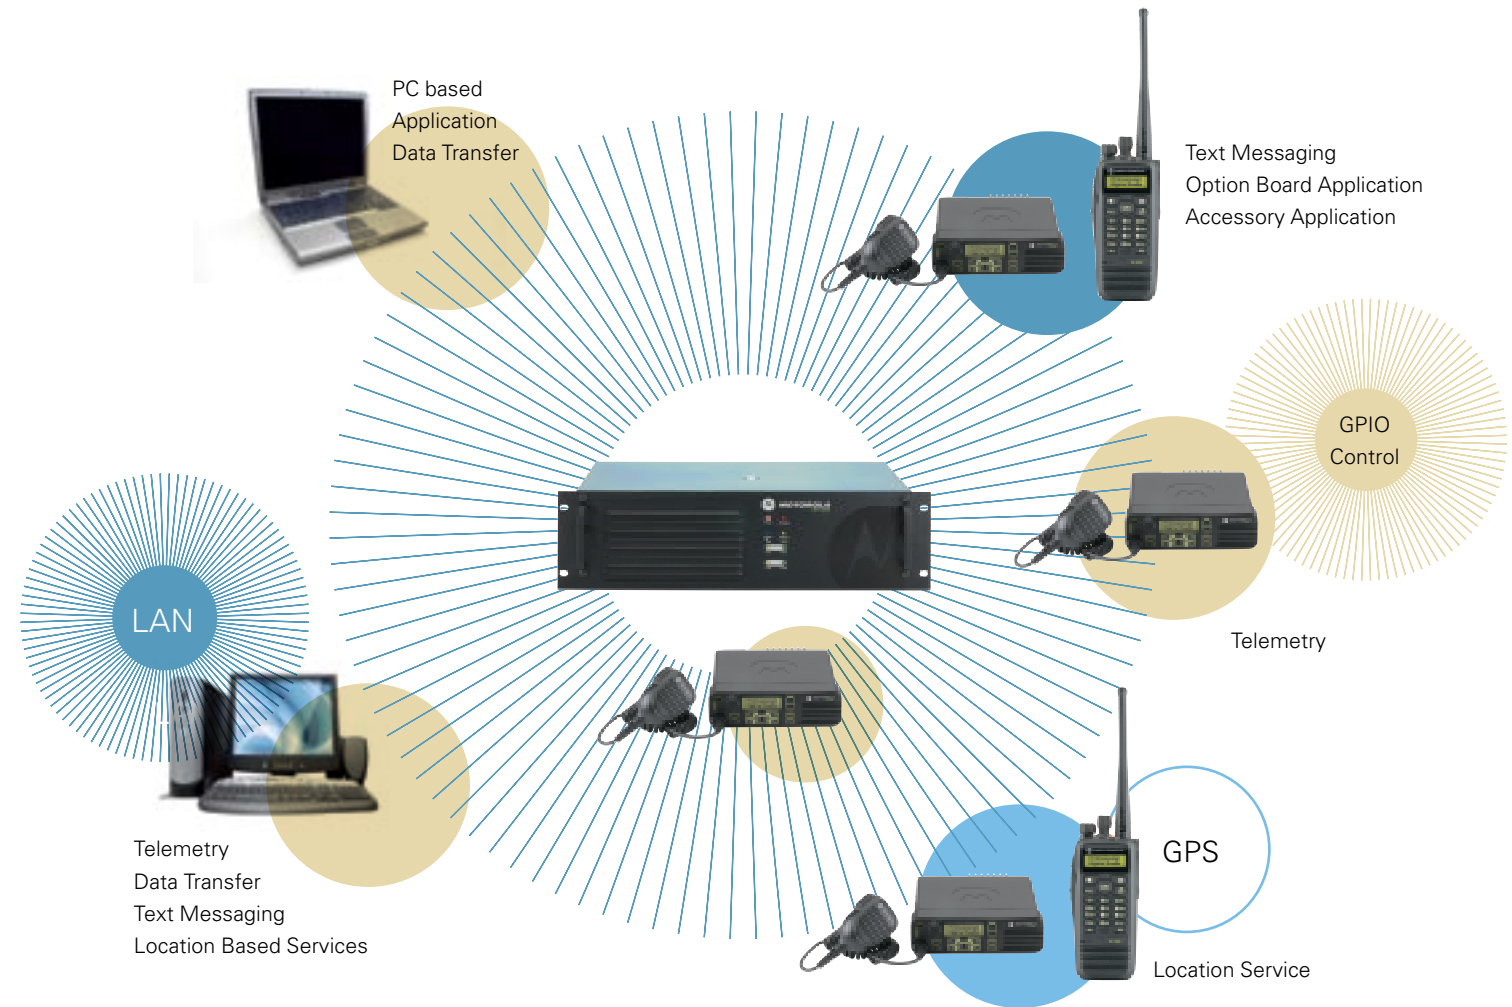 PC based
Application
Data Transfer
Text Messaging
Option Board Application
Accessory Application
GPIO
Control
Telemetry
LAN
GPS
Telemetry
Data Transfer
Text Messaging
Location Based Services
Location Service